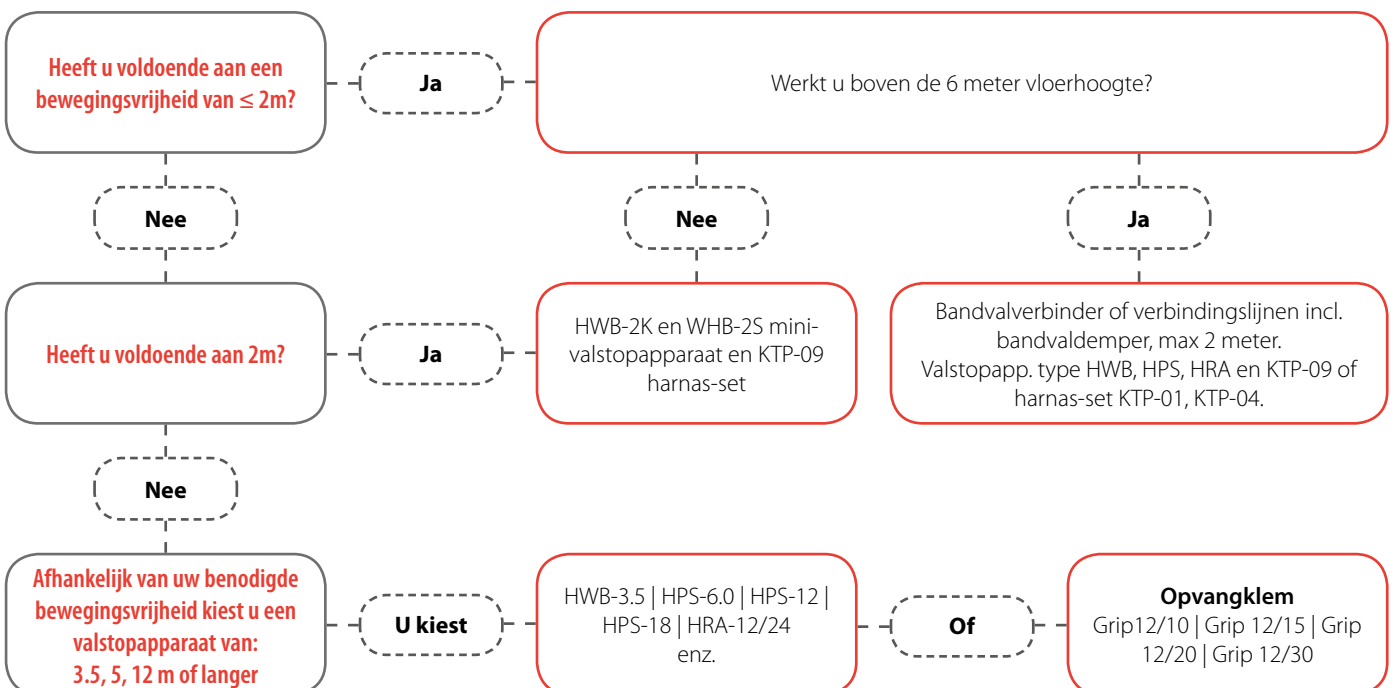 Heeft u voldoende aan een
bewegingsvrijheid van ≤ 2m?
Ja
Werkt u boven de 6 meter vloerhoogte?
Nee
Nee
Ja
Heeft u voldoende aan 2m?
Ja
HWB-2K en WHB-2S mini-
valstopapparaat en KTP-09
harnas-set
Bandvalverbinder of verbindingslijnen incl.
bandvaldemper, max 2 meter.
Valstopapp. type HWB, HPS, HRA en KTP-09 of
harnas-set KTP-01, KTP-04.
Nee
Afhankelijk van uw benodigde
bewegingsvrijheid kiest u een
valstopapparaat van:
3.5, 5, 12 m of langer
U kiest
HWB-3.5 | HPS-6.0 | HPS-12 |
HPS-18 | HRA-12/24
enz.
Of
Opvangklem
Grip12/10 | Grip 12/15 | Grip
12/20 | Grip 12/30